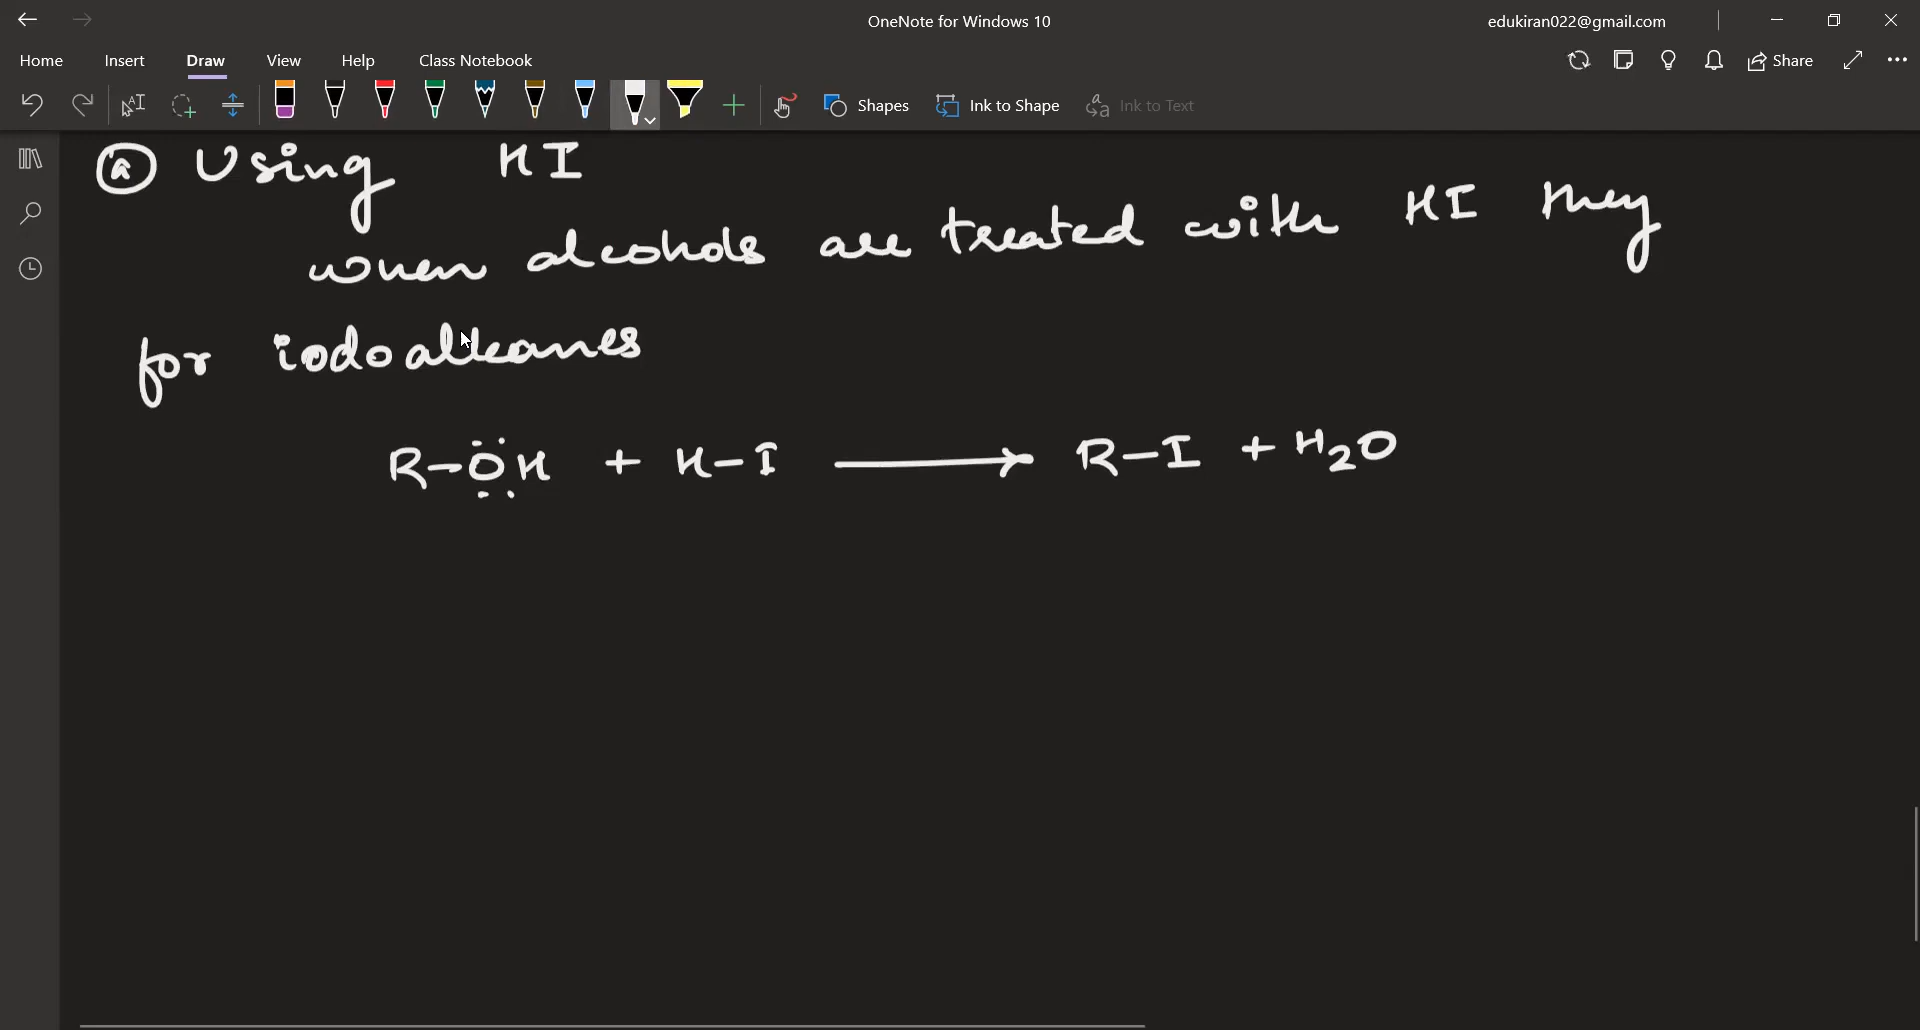 OneNote for Windows 10
edukiran022@gmail.com
Home Insert Draw View Help Class Notebook
Share
Shapes Ink to Shape Ink to Text
a Using HI
when alcohols are treated with HI they
for iodoalkanes
R-ÖH + H-I → R-I + H2O